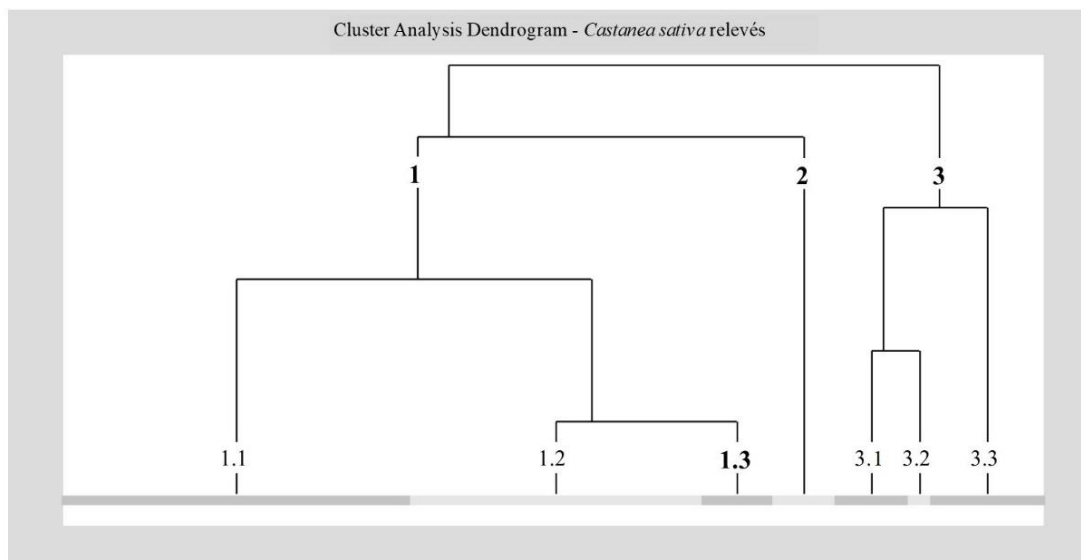 Cluster Analysis Dendrogram - Castanea sativa relevés
1 2 3
1.1 1.2 1.3 3.1 3.2 3.3